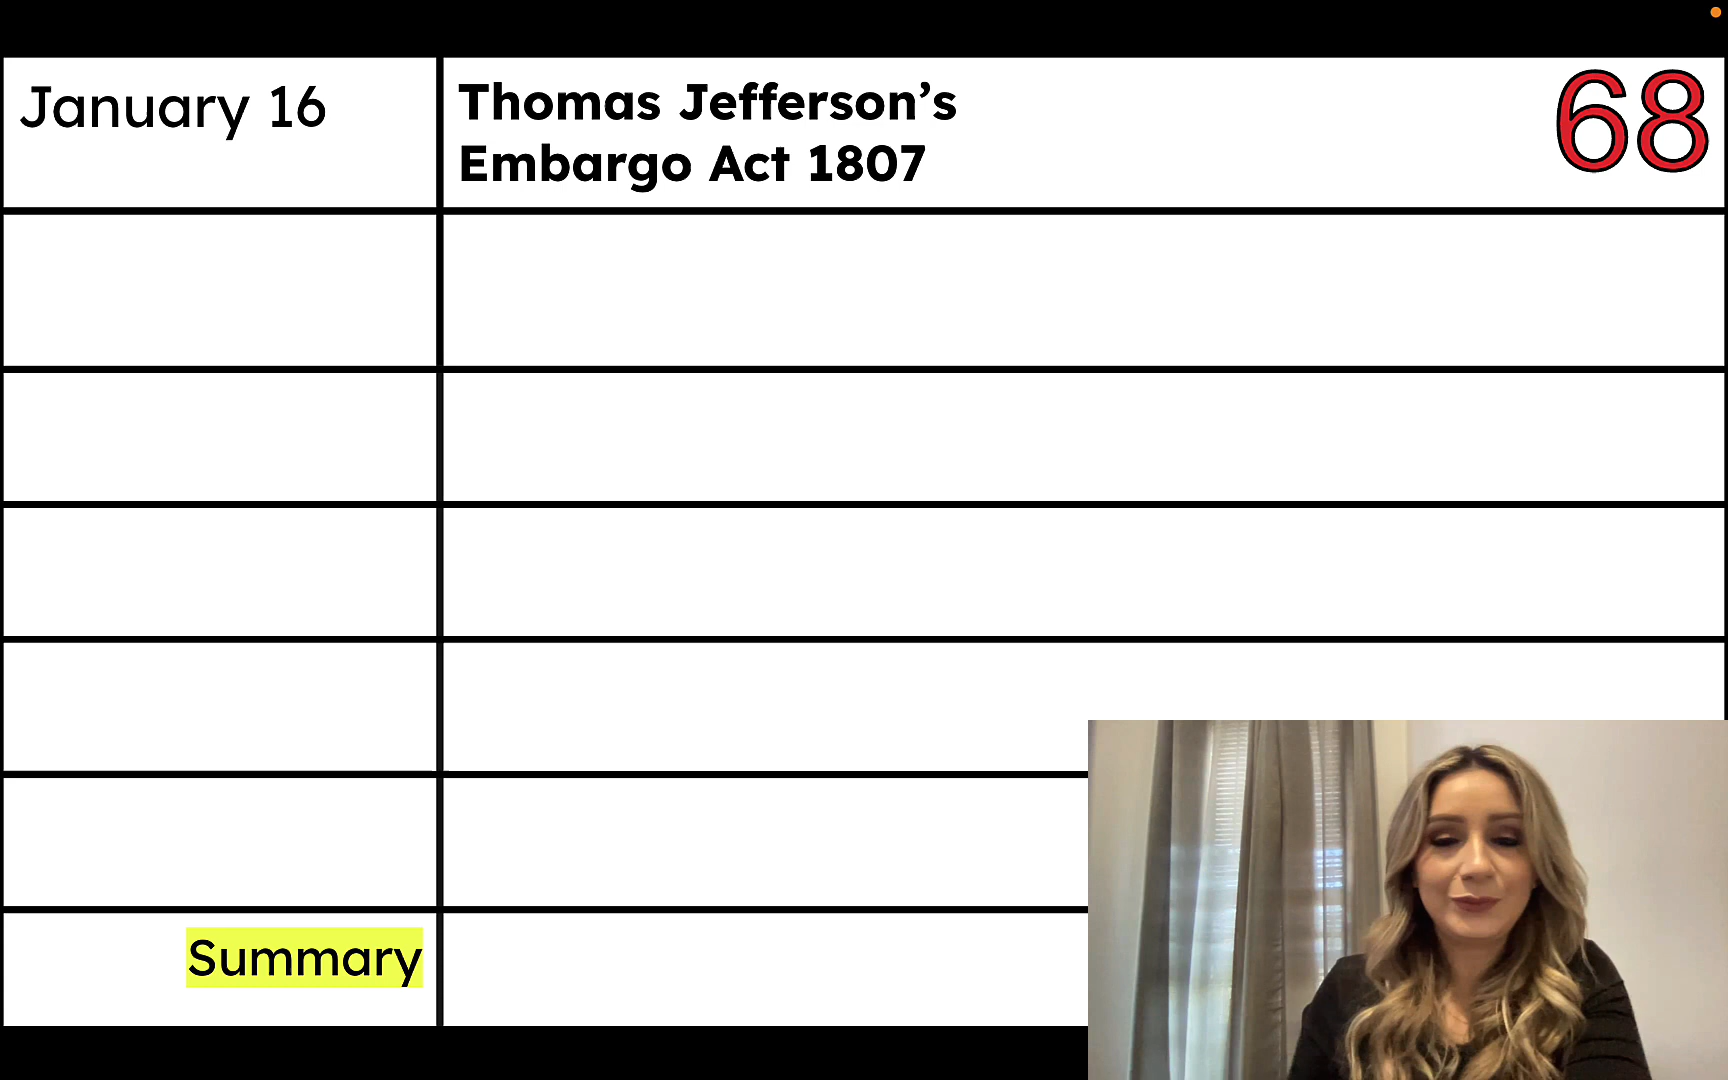 January 16
Thomas Jefferson’s
Embargo Act 1807
68
Summary